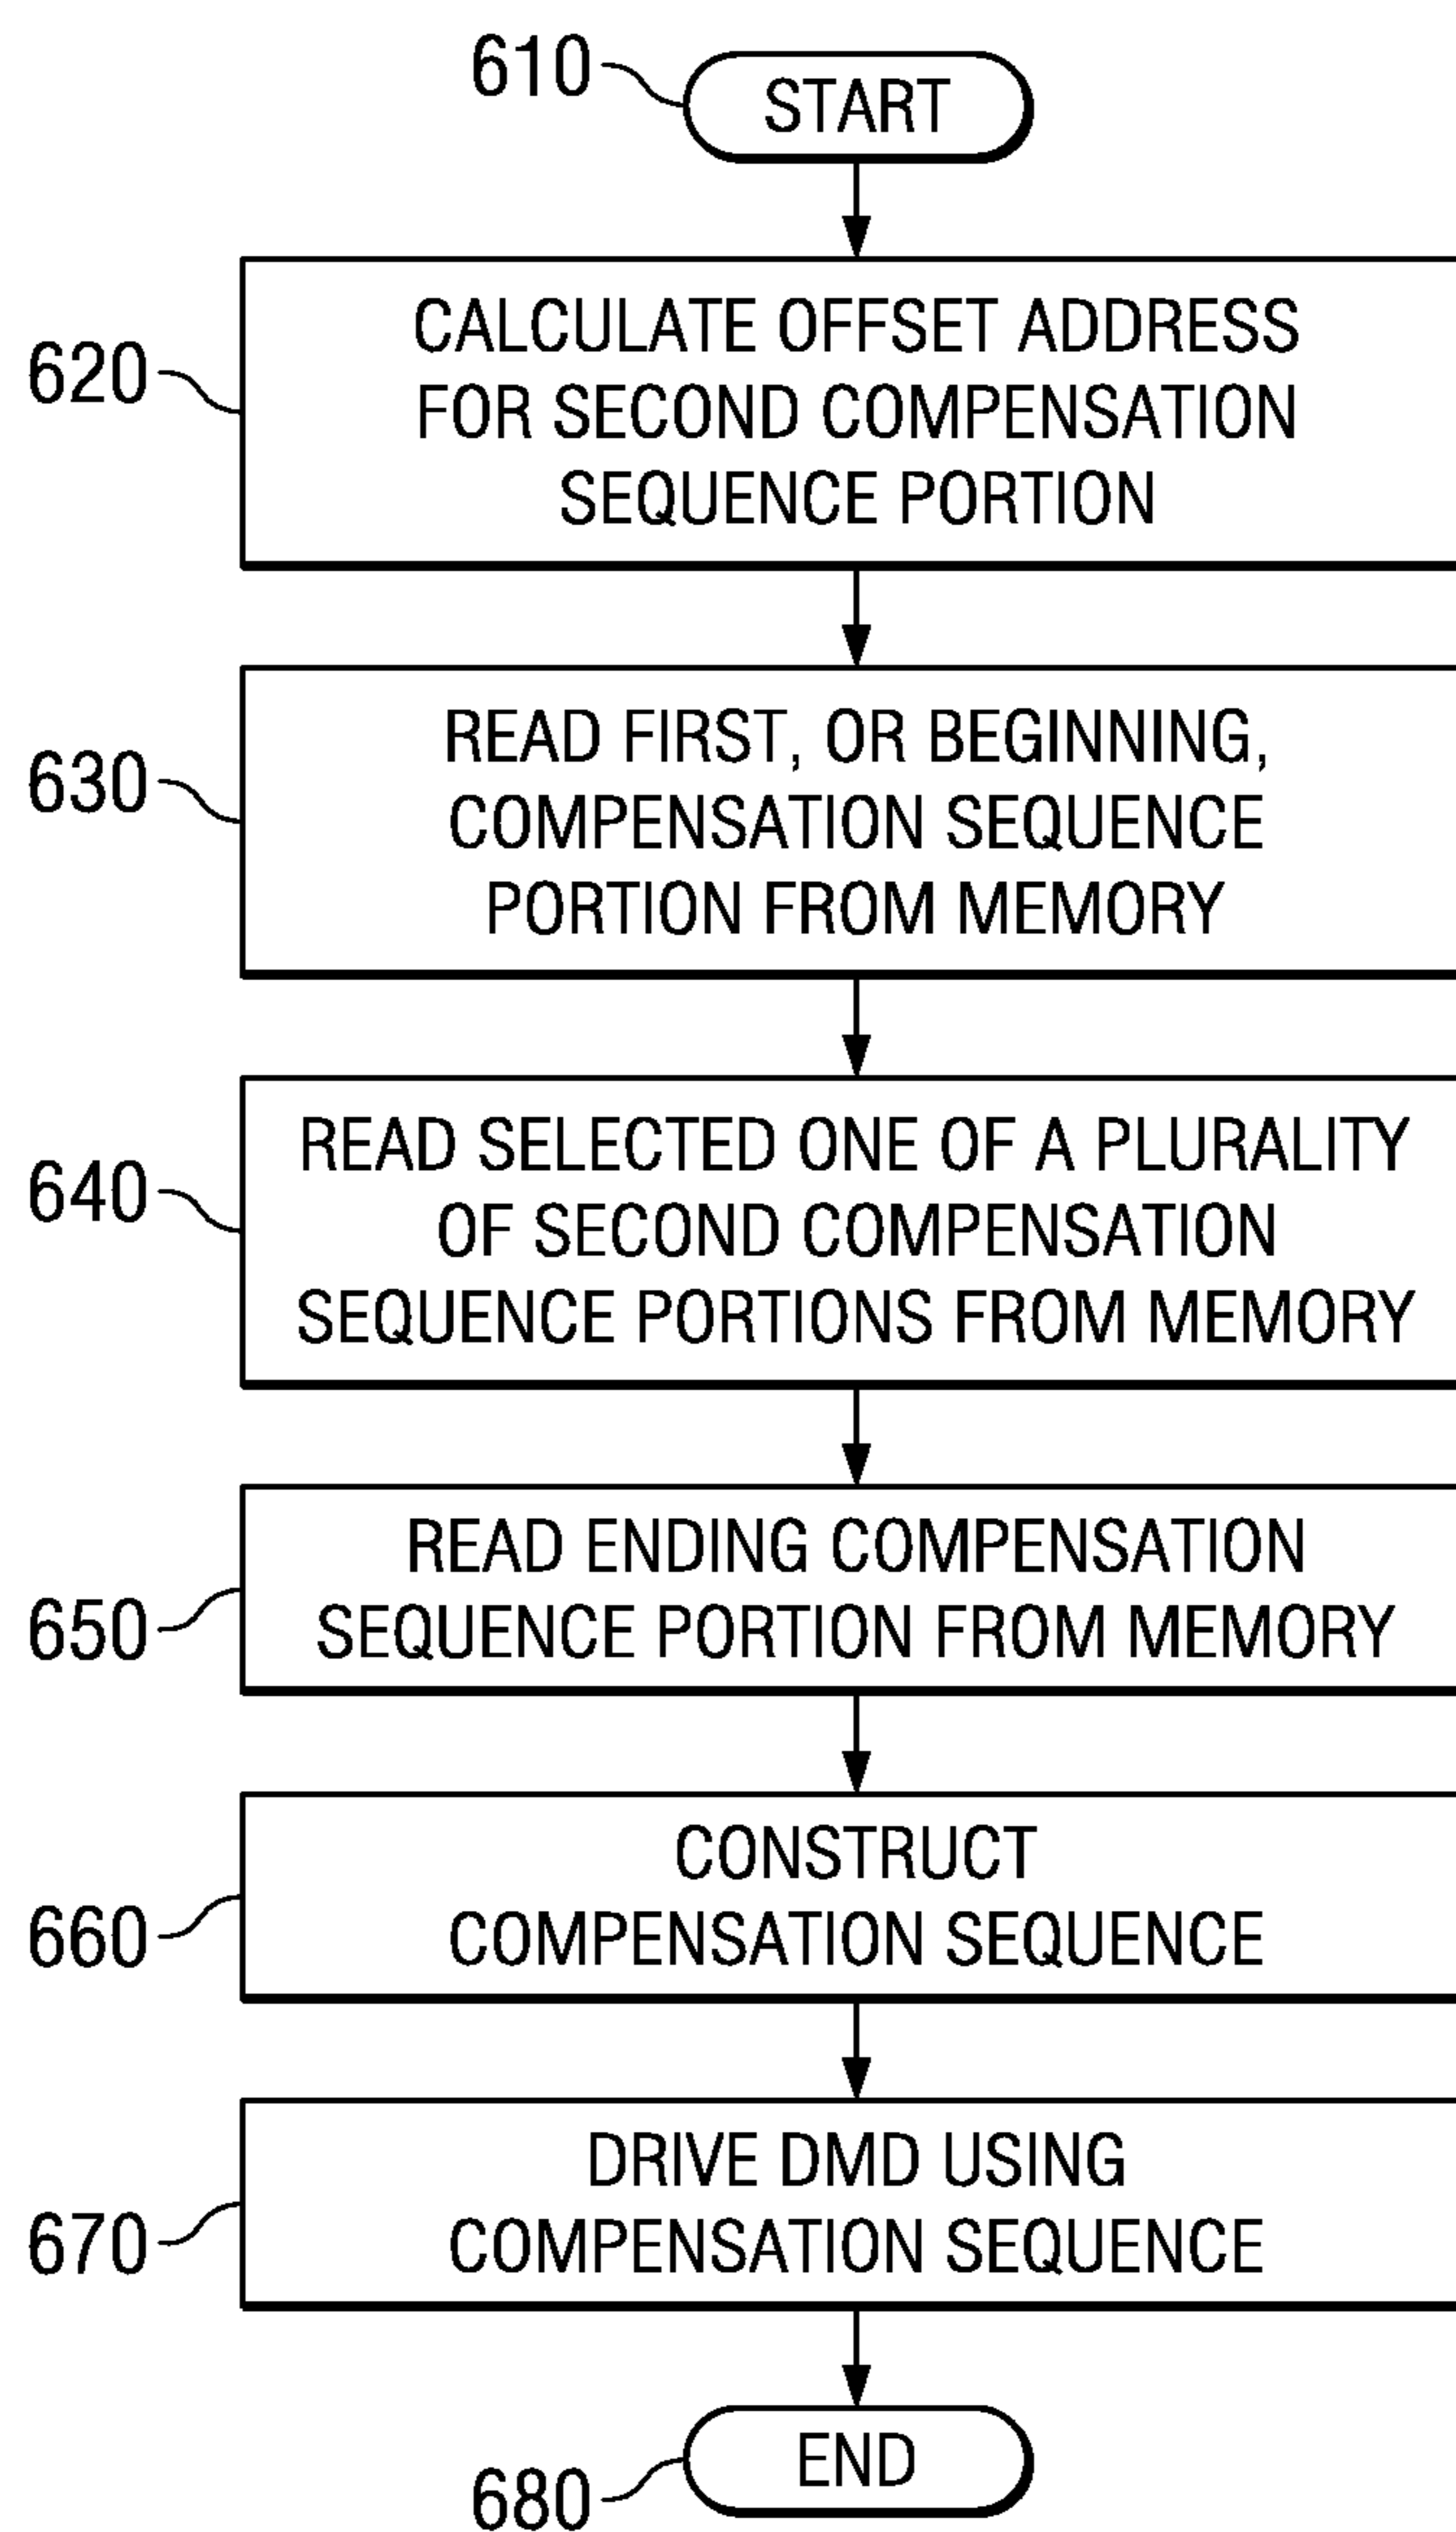 610
START
620
CALCULATE OFFSET ADDRESS
FOR SECOND COMPENSATION
SEQUENCE PORTION
630
READ FIRST, OR BEGINNING,
COMPENSATION SEQUENCE
PORTION FROM MEMORY
640
READ SELECTED ONE OF A PLURALITY
OF SECOND COMPENSATION
SEQUENCE PORTIONS FROM MEMORY
650
READ ENDING COMPENSATION
SEQUENCE PORTION FROM MEMORY
660
CONSTRUCT
COMPENSATION SEQUENCE
670
DRIVE DMD USING
COMPENSATION SEQUENCE
680
END